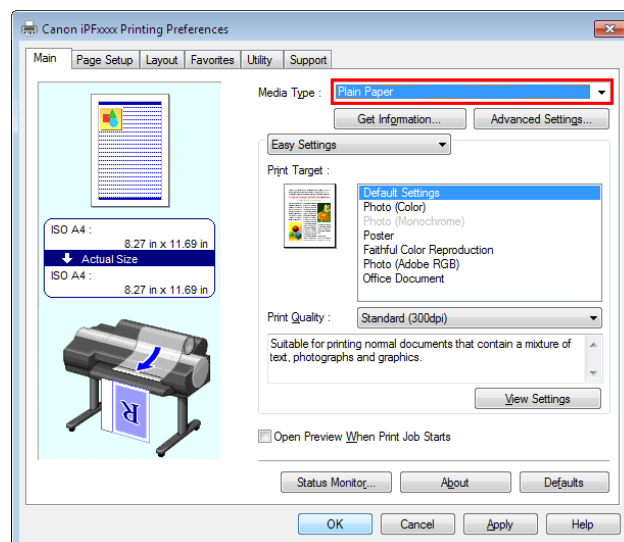 Canon iPFxxxx Printing Preferences
Main Page Setup Layout Favorites Utility Support
Media Type : Plain Paper
Get Information... Advanced Settings...
Easy Settings
Print Target :
Default Settings
Photo (Color)
Photo (Monochrome)
Poster
Faithful Color Reproduction
Photo (Adobe RGB)
Office Document
ISO A4 :
8.27 in x 11.69 in
Actual Size
ISO A4 :
8.27 in x 11.69 in
Print Quality : Standard (300dpi)
Suitable for printing normal documents that contain a mixture of
text, photographs and graphics.
R
View Settings
Open Preview When Print Job Starts
Status Monitor... About Defaults
OK Cancel Apply Help